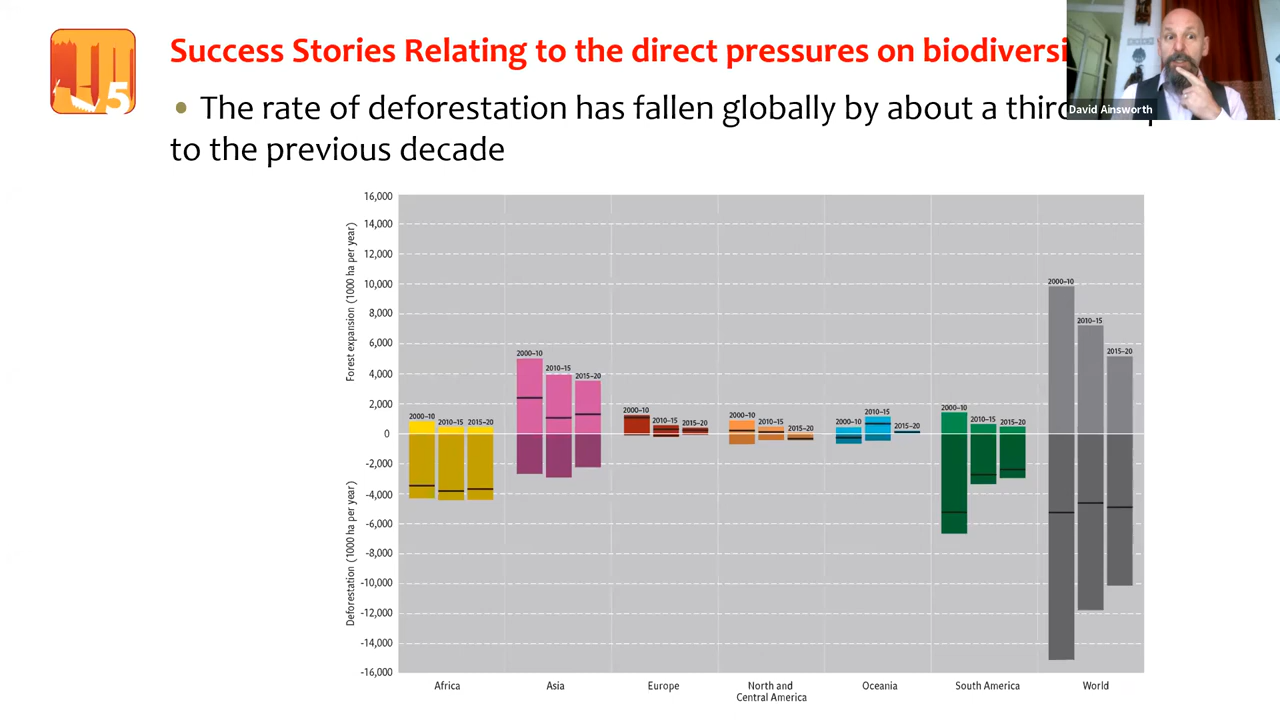 Success Stories Relating to the direct pressures on biodiversi
5
David Ainsworth
• The rate of deforestation has fallen globally by about a third
to the previous decade
16,000
14,000
12,000
10,000
8,000
6,000
4,000
2,000
0
-2,000
-4,000
-6,000
-8,000
-10,000
-12,000
-14,000
-16,000
Forest expansion (1000 ha per year)
Deforestation (1000 ha per year)
2000–10 2010–15 2015–20
2000–10 2010–15 2015–20
2000–10 2010–15 2015–20
2000–10 2010–15 2015–20
2000–10 2010–15 2015–20
2000–10 2010–15 2015–20
2000–10 2010–15 2015–20
Africa
Asia
Europe
North and
Central America
Oceania
South America
World